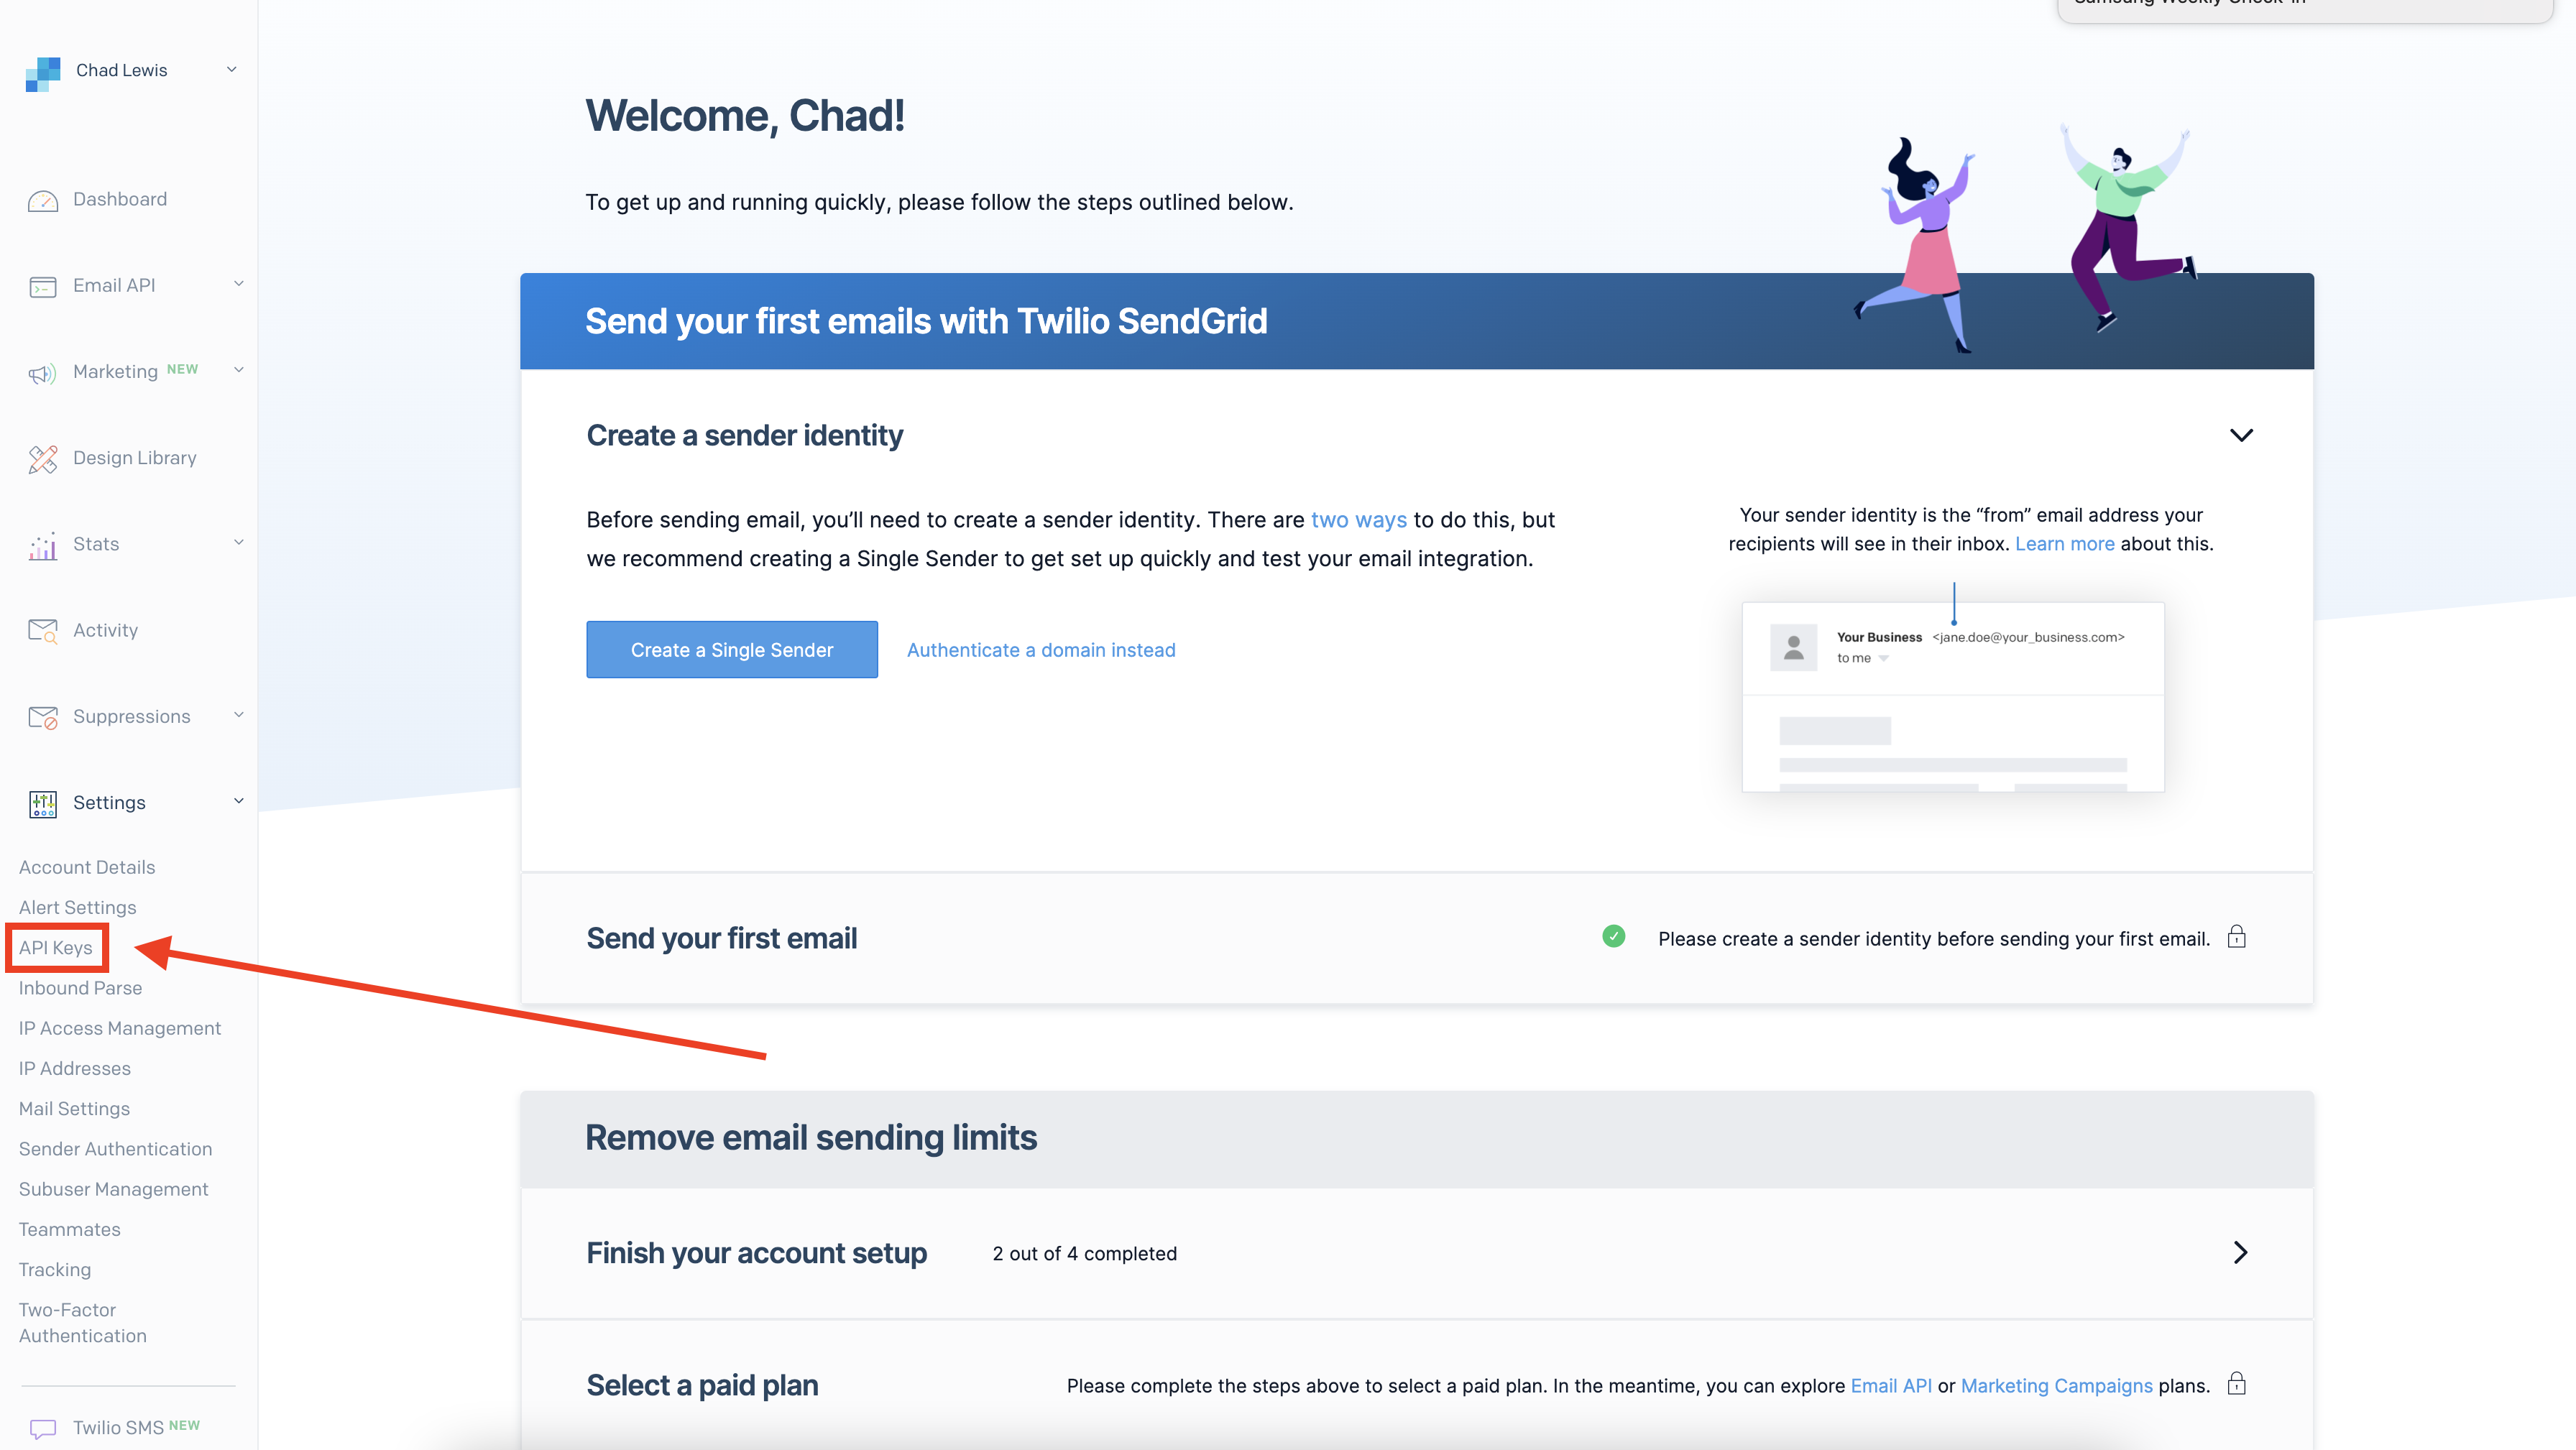 Samsung Weekly Check-in
Chad Lewis
Dashboard
Email API
Marketing NEW
Design Library
Stats
Activity
Suppressions
Settings
Account Details
Alert Settings
API Keys
Inbound Parse
IP Access Management
IP Addresses
Mail Settings
Sender Authentication
Subuser Management
Teammates
Tracking
Two-Factor
Authentication
Twilio SMS NEW
Welcome, Chad!
To get up and running quickly, please follow the steps outlined below.
Send your first emails with Twilio SendGrid
Create a sender identity
Before sending email, you’ll need to create a sender identity. There are two ways to do this, but
we recommend creating a Single Sender to get set up quickly and test your email integration.
Create a Single Sender
Authenticate a domain instead
Your sender identity is the “from” email address your
recipients will see in their inbox. Learn more about this.
Your Business <jane.doe@your_business.com>
to me
Send your first email
Please create a sender identity before sending your first email.
Remove email sending limits
Finish your account setup
2 out of 4 completed
Select a paid plan
Please complete the steps above to select a paid plan. In the meantime, you can explore Email API or Marketing Campaigns plans.